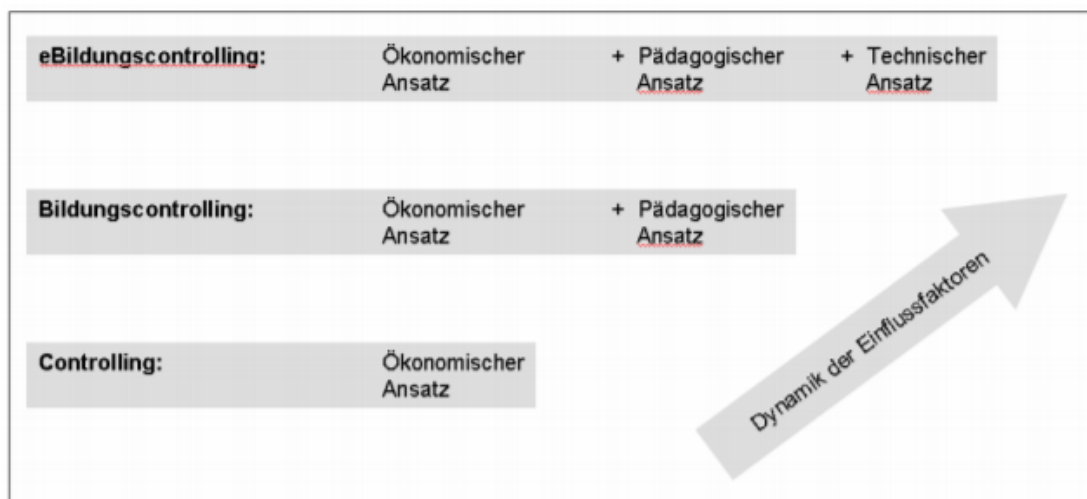 eBildungscontrolling: Ökonomischer + Pädagogischer + Technischer
Ansatz Ansatz Ansatz
Bildungscontrolling: Ökonomischer + Pädagogischer
Ansatz Ansatz
Controlling: Ökonomischer
Ansatz
Dynamik der Einflussfaktoren